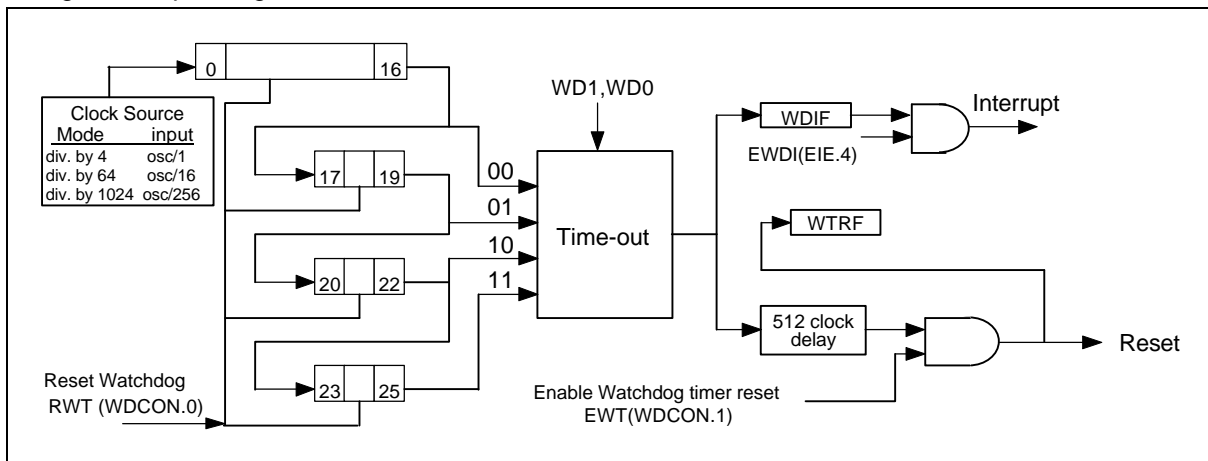 0
16
WD1,WD0
WDIF
Interrupt
Clock Source
Mode input
div. by 4 osc/1
div. by 64 osc/16
div. by 1024 osc/256
EWDI(EIE.4)
17 19
00
01
WTRF
Time-out
10
20 22
11
512 clock
delay
Reset
Reset Watchdog
RWT (WDCON.0)
23 25
Enable Watchdog timer reset
EWT(WDCON.1)